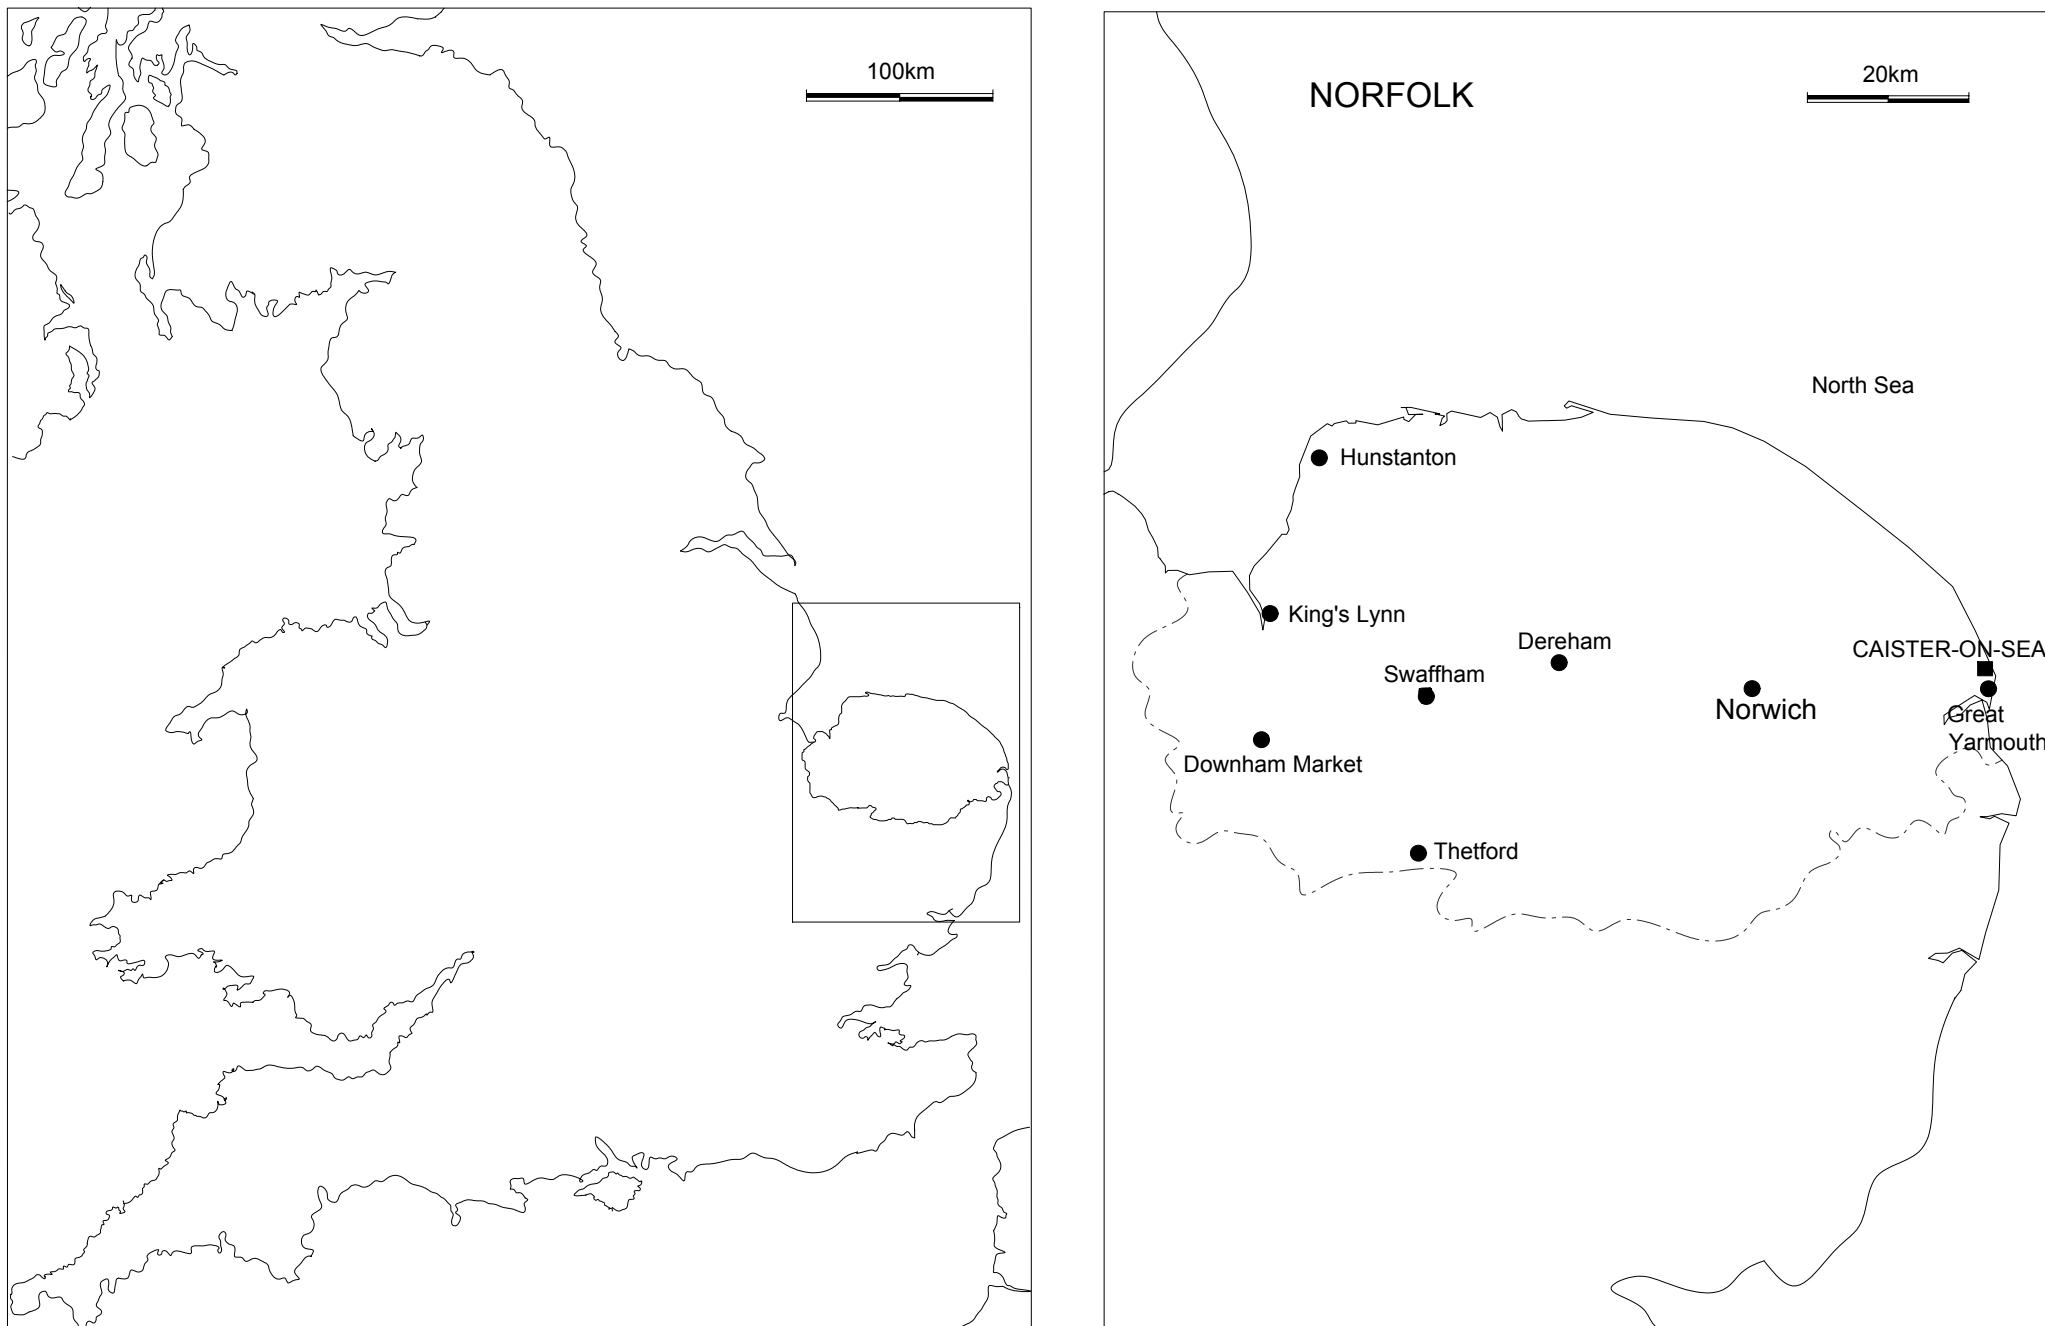 100km
NORFOLK
20km
North Sea
Hunstanton
King's Lynn
Dereham
CAISTER-ON-SEA
Swaffham
Norwich
Great
Yarmouth
Downham Market
Thetford